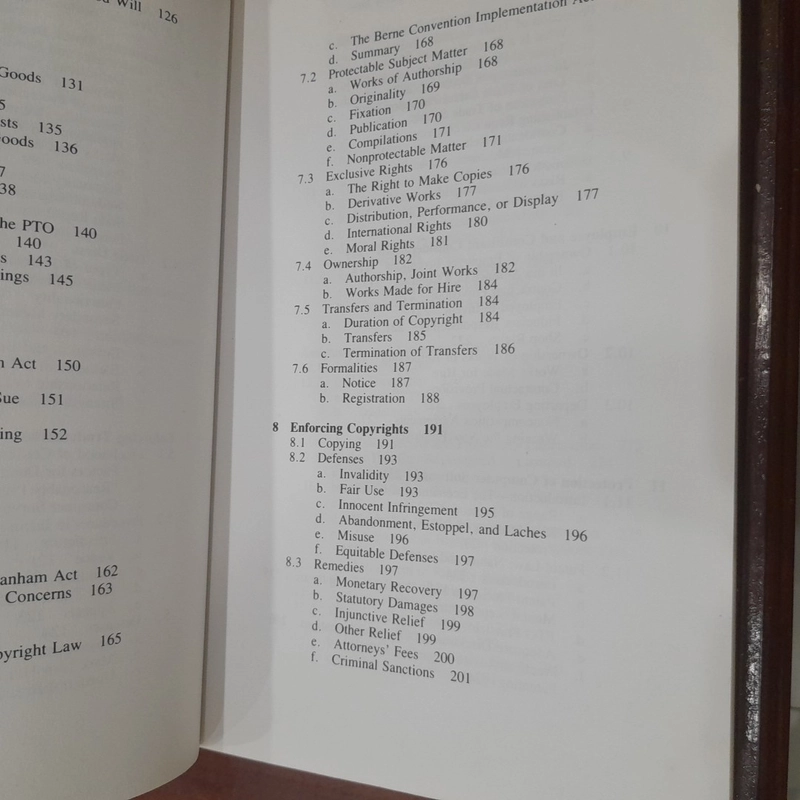 Will 126
Goods 131
5
sts 135
oods 136
7
38
he PTO 140
140
s 143
ings 145
Act 150
ue 151
ing 152
anham Act 162
Concerns 163
pyright Law 165
c. The Berne Convention Implementation
d. Summary 168
7.2 Protectable Subject Matter 168
a. Works of Authorship 168
b. Originality 169
c. Fixation 170
d. Publication 170
e. Compilations 171
f. Nonprotectable Matter 171
7.3 Exclusive Rights 176
a. The Right to Make Copies 176
b. Derivative Works 177
c. Distribution, Performance, or Display 177
d. International Rights 180
e. Moral Rights 181
7.4 Ownership 182
a. Authorship, Joint Works 182
b. Works Made for Hire 184
7.5 Transfers and Termination 184
a. Duration of Copyright 184
b. Transfers 185
c. Termination of Transfers 186
7.6 Formalities 187
a. Notice 187
b. Registration 188
8 Enforcing Copyrights 191
8.1 Copying 191
8.2 Defenses 193
a. Invalidity 193
b. Fair Use 193
c. Innocent Infringement 195
d. Abandonment, Estoppel, and Laches 196
e. Misuse 196
f. Equitable Defenses 197
8.3 Remedies 197
a. Monetary Recovery 197
b. Statutory Damages 198
c. Injunctive Relief 199
d. Other Relief 199
e. Attorneys' Fees 200
f. Criminal Sanctions 201